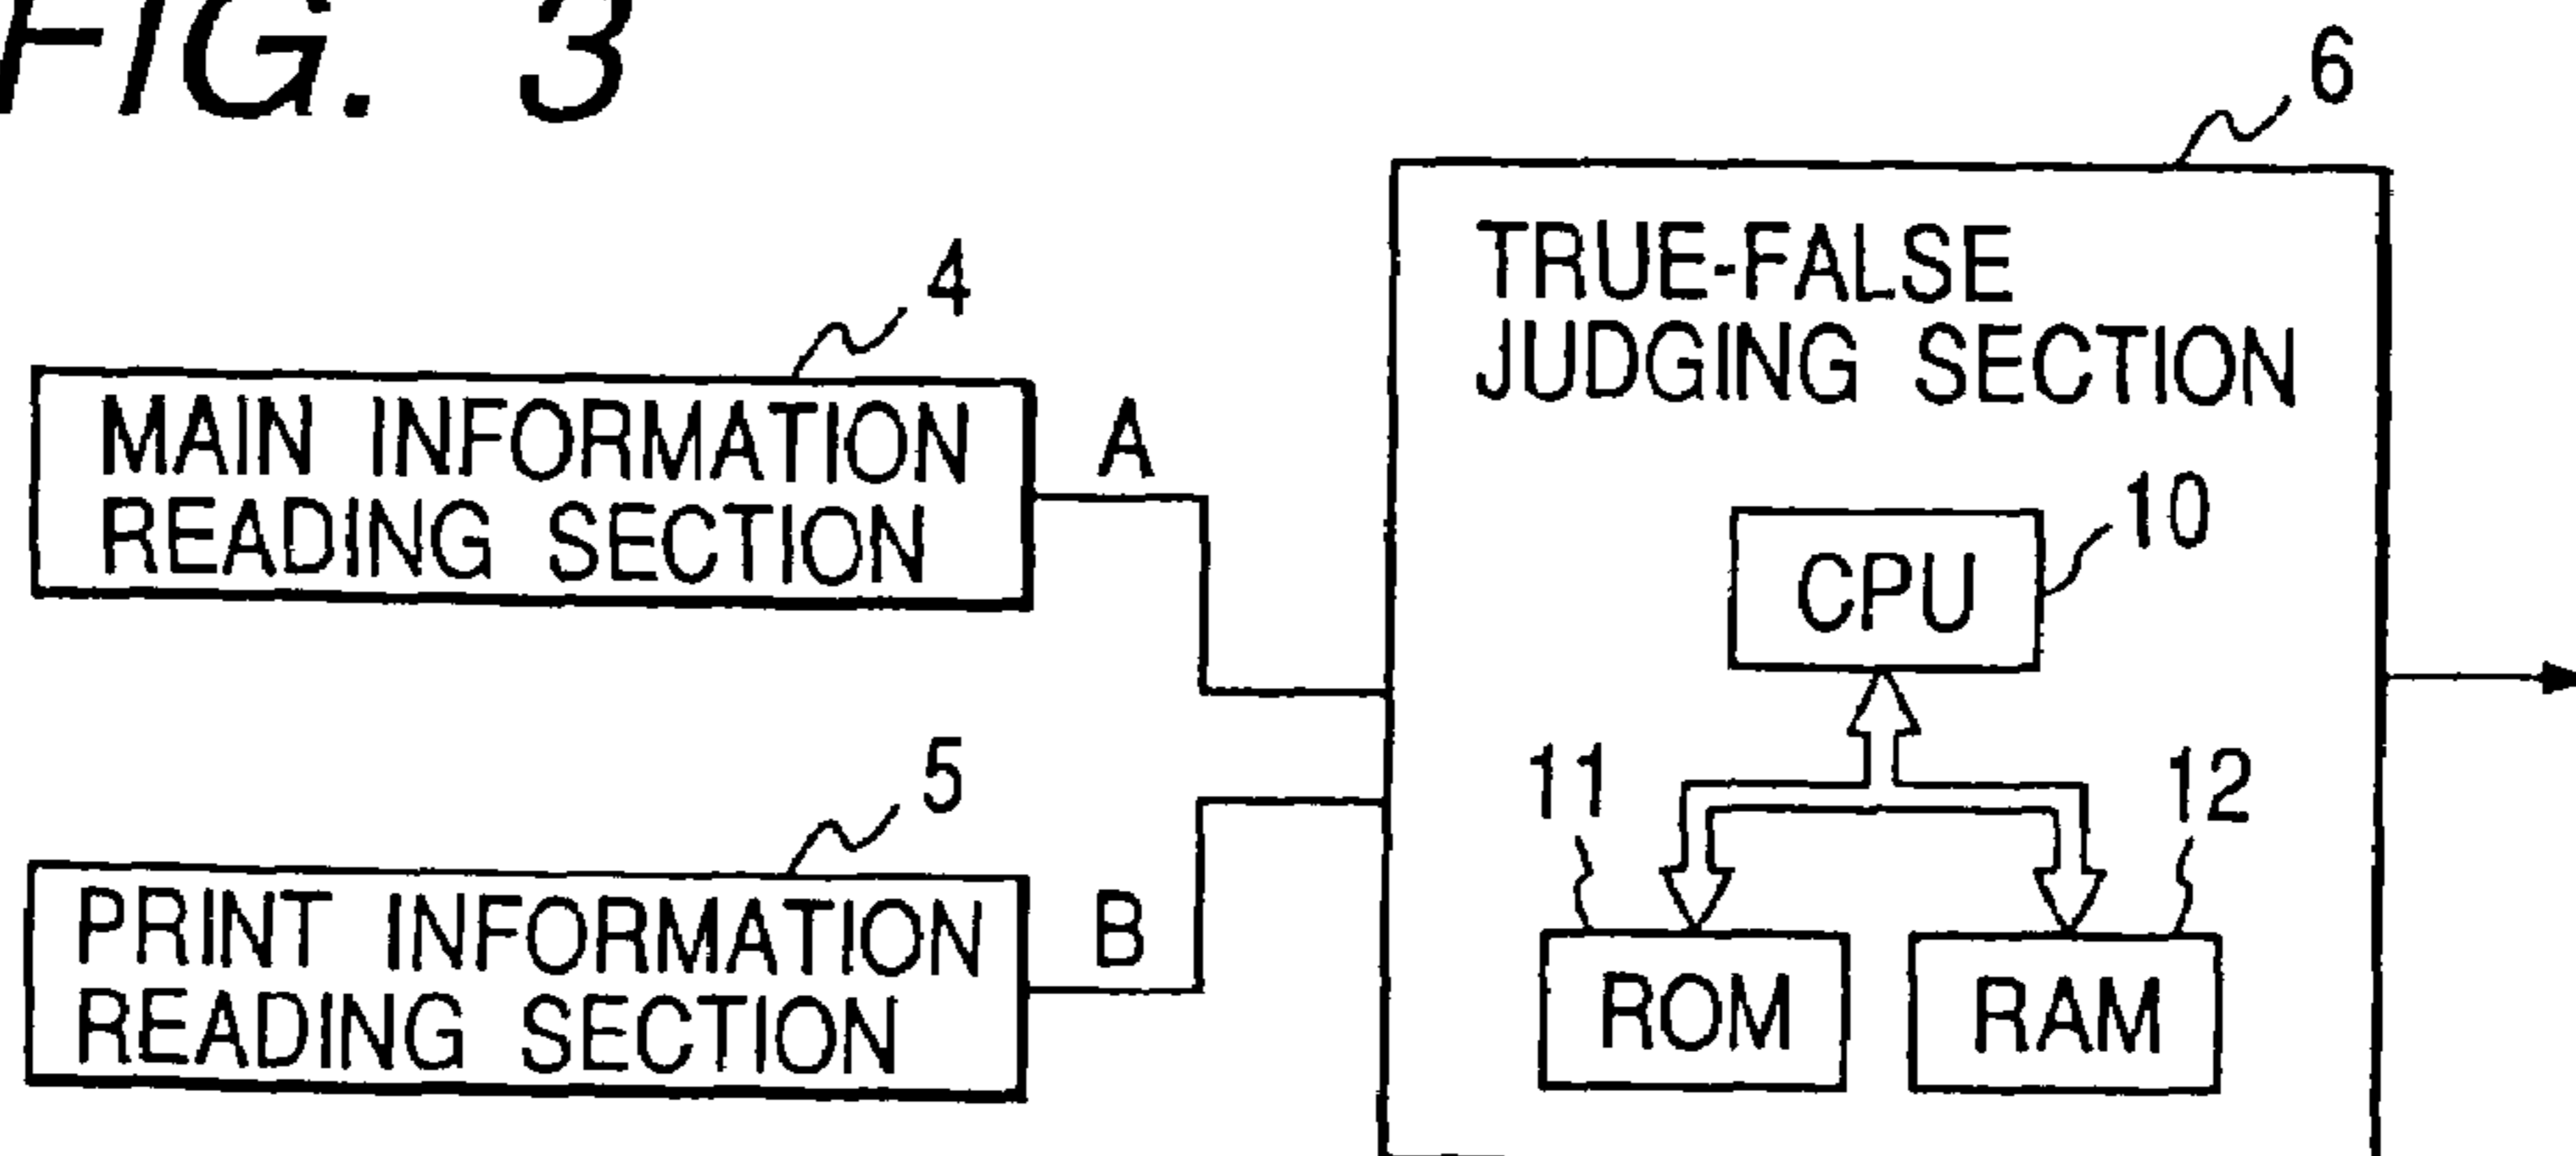 FIG. 3
6
TRUE-FALSE
JUDGING SECTION
4
MAIN INFORMATION
READING SECTION
A
10
CPU
5
PRINT INFORMATION
READING SECTION
B
11
12
ROM
RAM